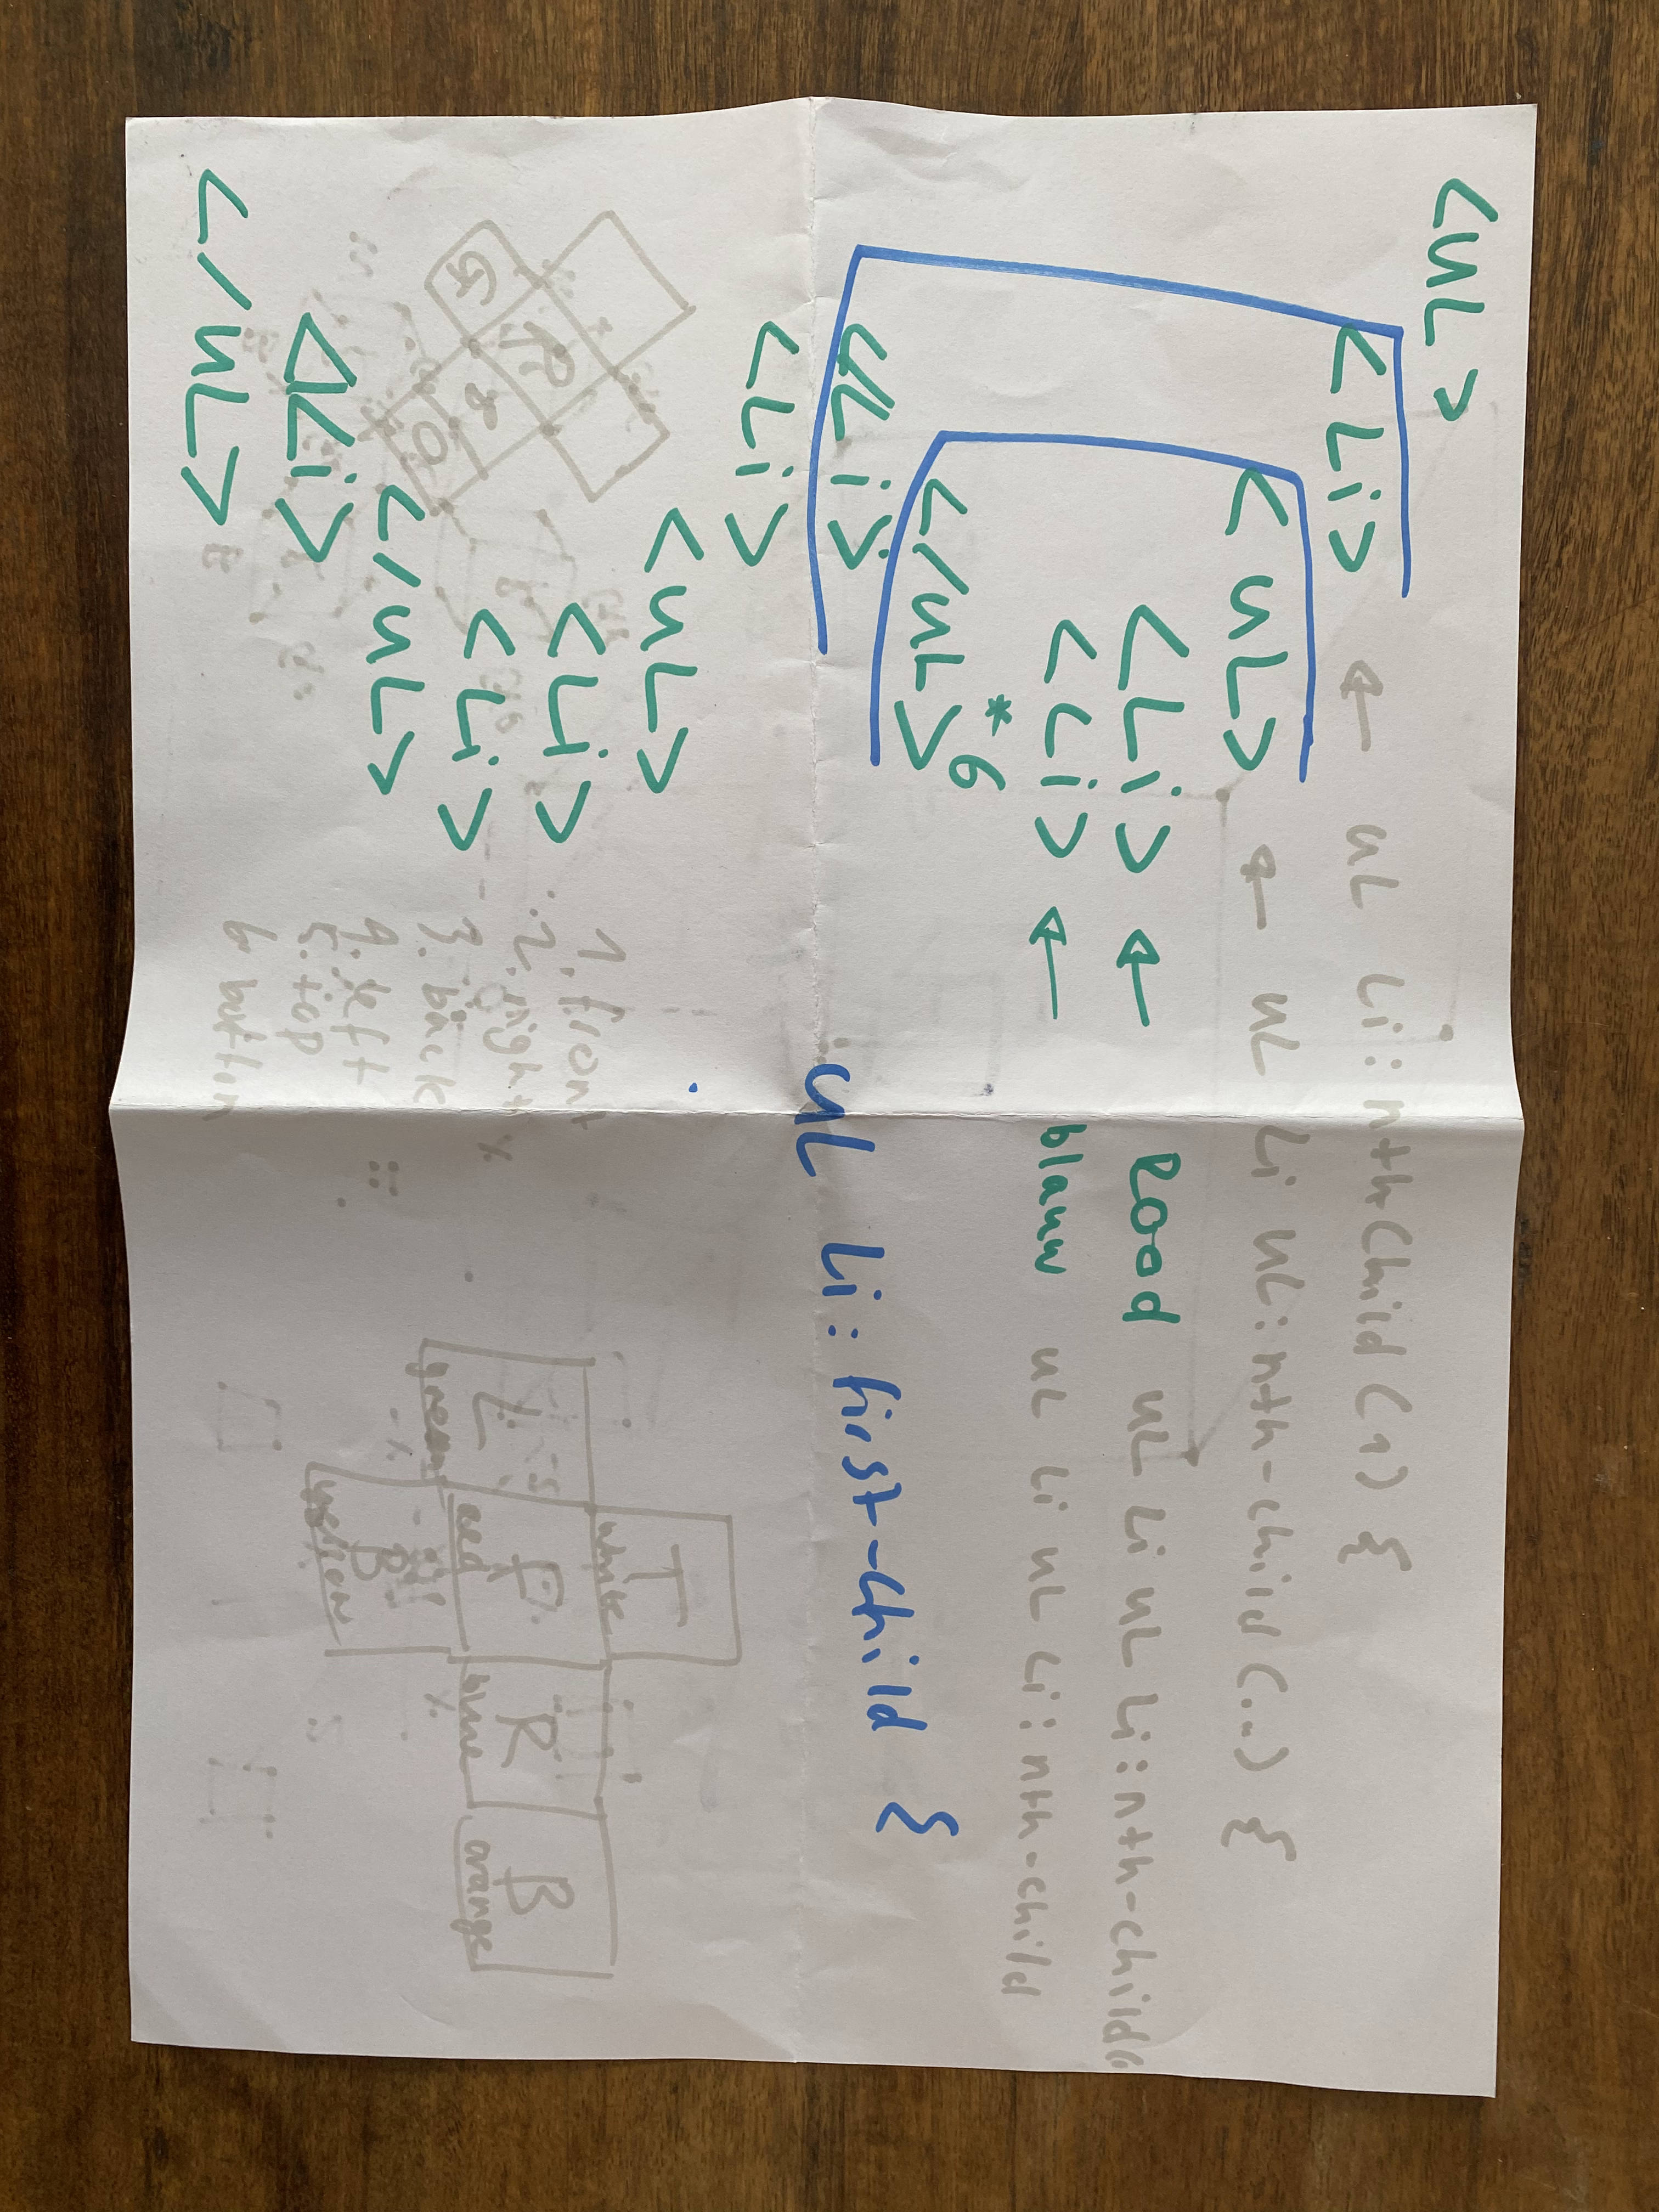 <UL>
<Li> ← UL Li:nthChild(1) {
<UL> ← UL Li UL:nth-child(..) {
<Li> ← Rood UL Li UL Li:nth-child(
<Li> ← blauw UL Li UL Li:nth-child
*6
</UL>
</Li> UL Li:first-child {
<Li>
<UL>
<Li>
<Li>
</UL>
</Li>
</UL>
G
R
B
O
1. front
2. right
3. back
4. left
5. top
6 button
T
white
L
green
F
red
R
blue
B
orange
B
yellow